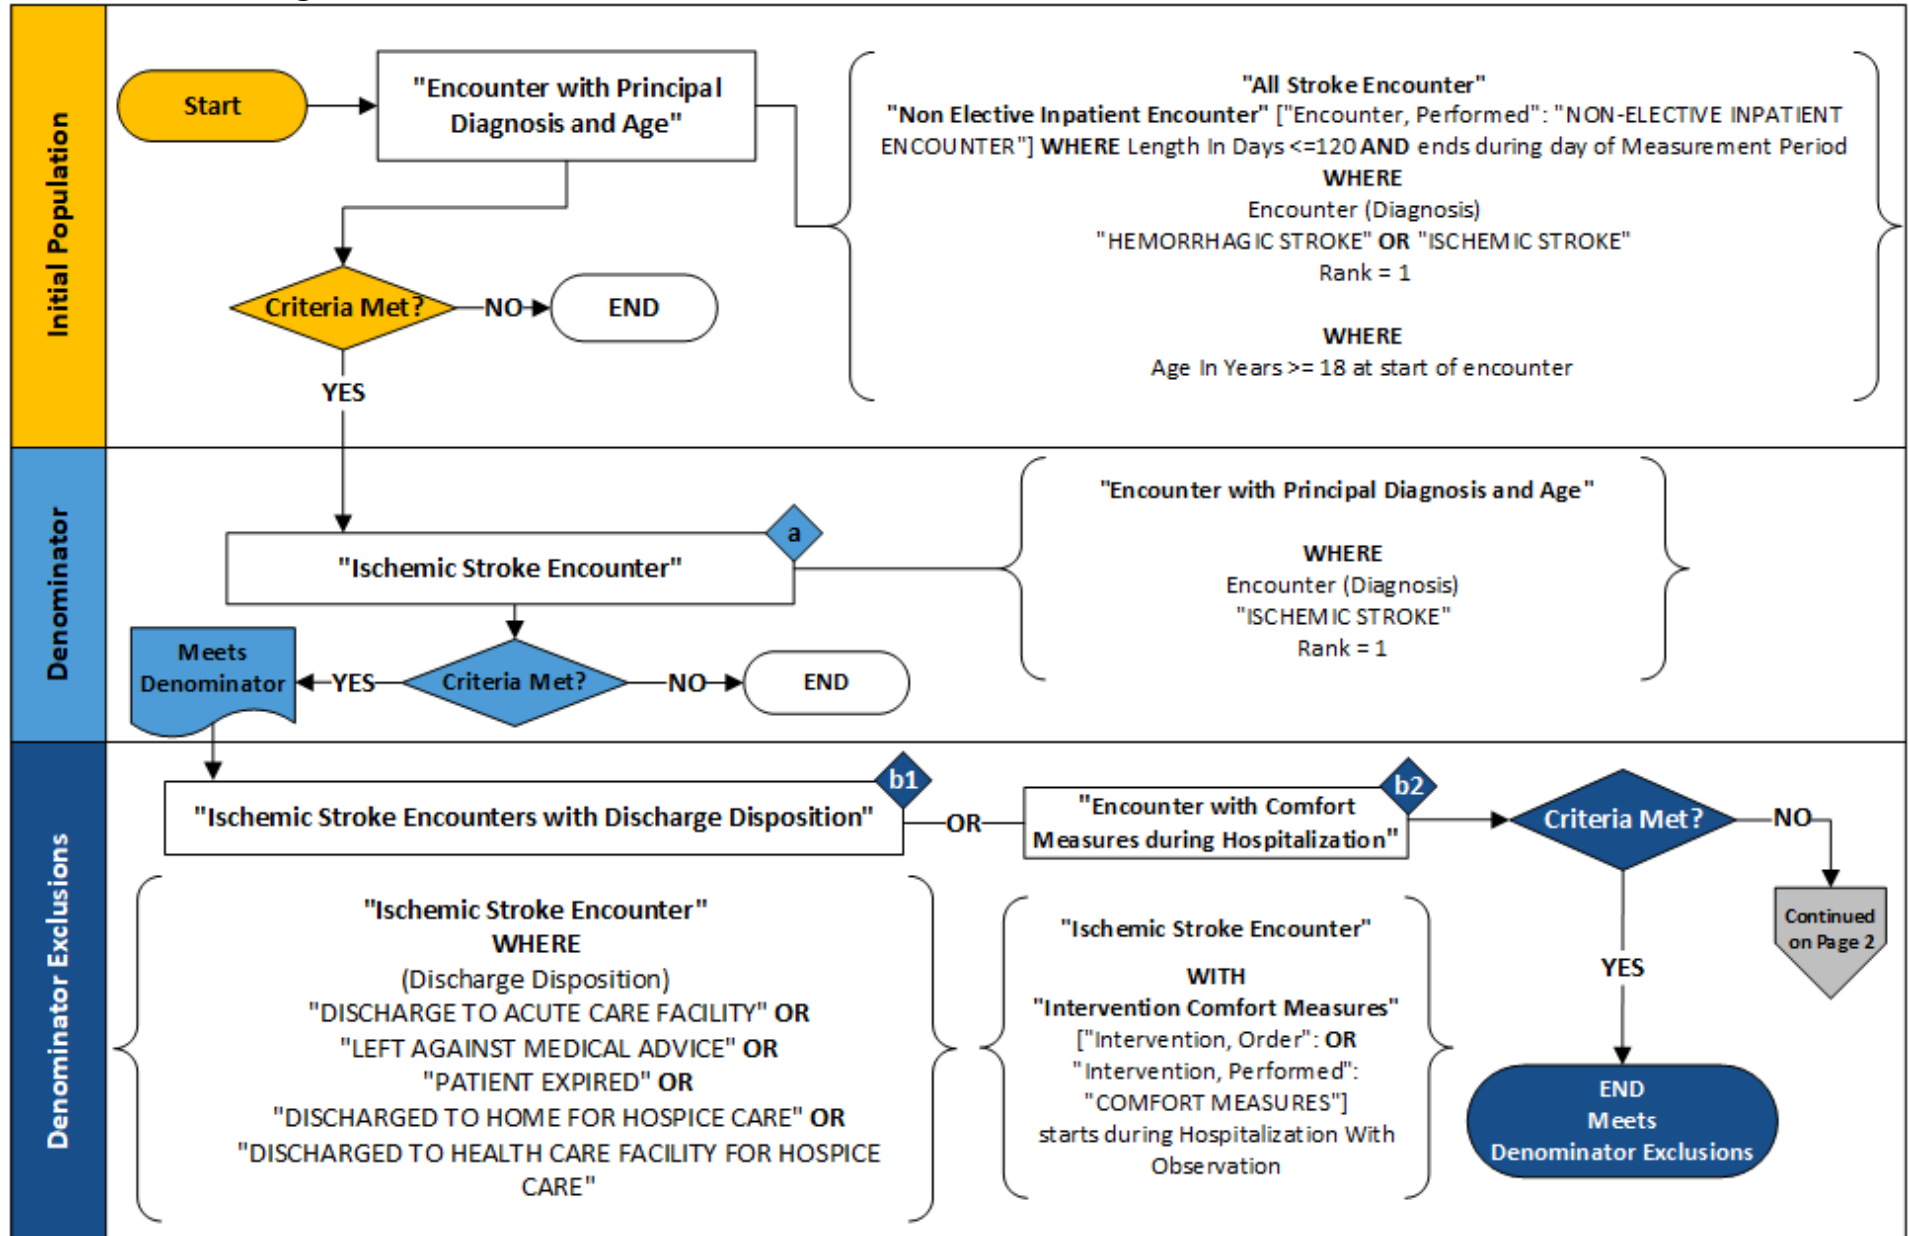 Initial Population
Start
"Encounter with Principal
Diagnosis and Age"
"All Stroke Encounter"
"Non Elective Inpatient Encounter" ["Encounter, Performed": "NON-ELECTIVE INPATIENT
ENCOUNTER"] WHERE Length In Days <=120 AND ends during day of Measurement Period
WHERE
Encounter (Diagnosis)
"HEMORRHAGIC STROKE" OR "ISCHEMIC STROKE"
Rank = 1
WHERE
Age In Years >= 18 at start of encounter
Criteria Met?
NO
END
YES
Denominator
"Ischemic Stroke Encounter"
a
"Encounter with Principal Diagnosis and Age"
WHERE
Encounter (Diagnosis)
"ISCHEMIC STROKE"
Rank = 1
Meets
Denominator
YES
Criteria Met?
NO
END
Denominator Exclusions
"Ischemic Stroke Encounters with Discharge Disposition"
b1
OR
"Encounter with Comfort
Measures during Hospitalization"
b2
Criteria Met?
NO
Continued
on Page 2
YES
END
Meets
Denominator Exclusions
"Ischemic Stroke Encounter"
WHERE
(Discharge Disposition)
"DISCHARGE TO ACUTE CARE FACILITY" OR
"LEFT AGAINST MEDICAL ADVICE" OR
"PATIENT EXPIRED" OR
"DISCHARGED TO HOME FOR HOSPICE CARE" OR
"DISCHARGED TO HEALTH CARE FACILITY FOR HOSPICE
CARE"
"Ischemic Stroke Encounter"
WITH
"Intervention Comfort Measures"
["Intervention, Order": OR
"Intervention, Performed":
"COMFORT MEASURES"]
starts during Hospitalization With
Observation